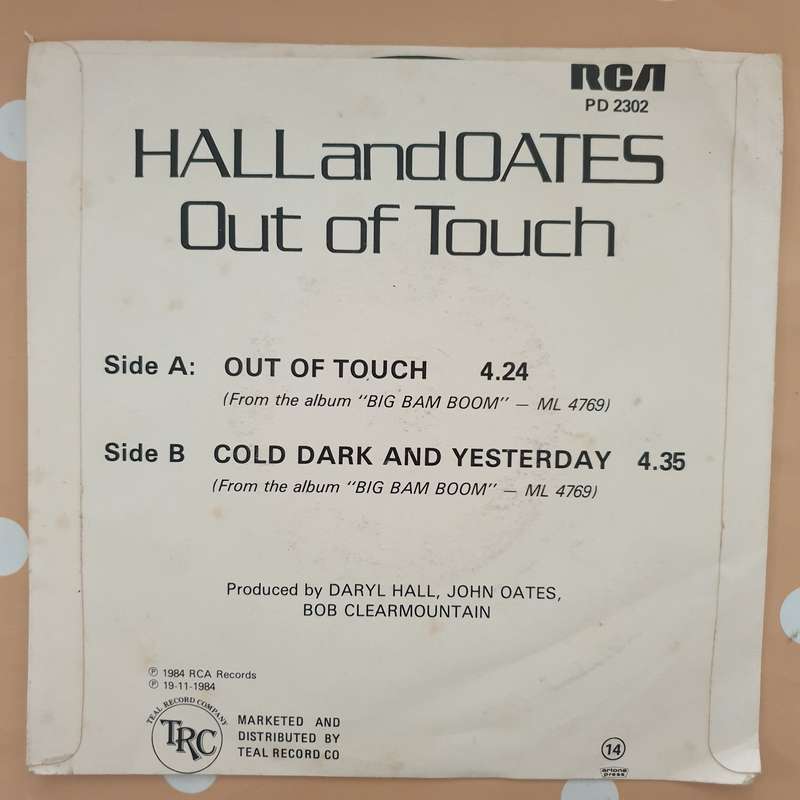 RCA
PD 2302
HALL and OATES
Out of Touch
Side A: OUT OF TOUCH 4.24
(From the album "BIG BAM BOOM" — ML 4769)
Side B COLD DARK AND YESTERDAY 4.35
(From the album "BIG BAM BOOM" — ML 4769)
Produced by DARYL HALL, JOHN OATES,
BOB CLEARMOUNTAIN
℗ 1984 RCA Records
℗ 19-11-1984
TEAL RECORD COMPANY
TRC
MARKETED AND
DISTRIBUTED BY
TEAL RECORD CO
14
artone
press